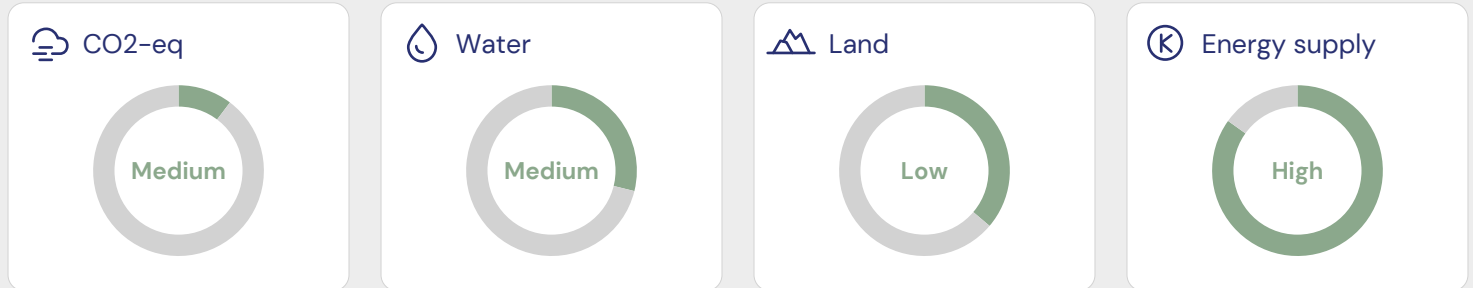 CO2-eq
Medium
Water
Medium
Land
Low
Energy supply
High